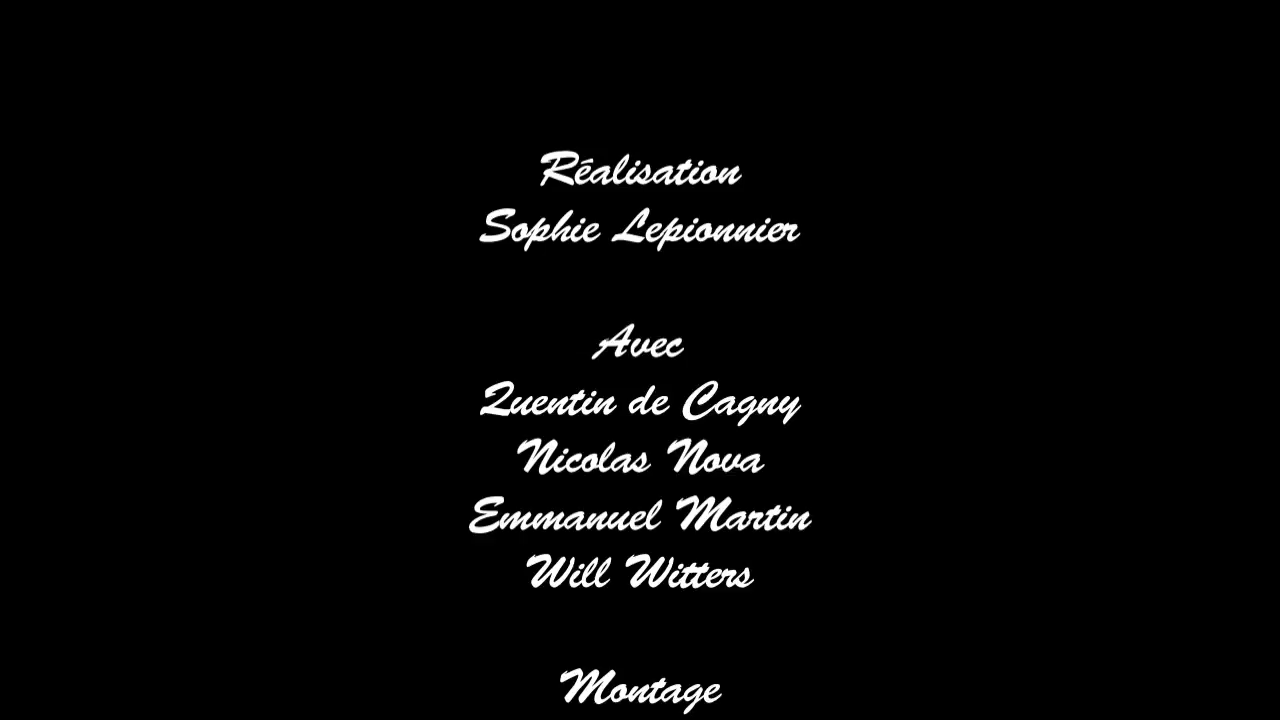 Réalisation
Sophie Lepionnier
Avec
Quentin de Cagny
Nicolas Nova
Emmanuel Martin
Will Witters
Montage